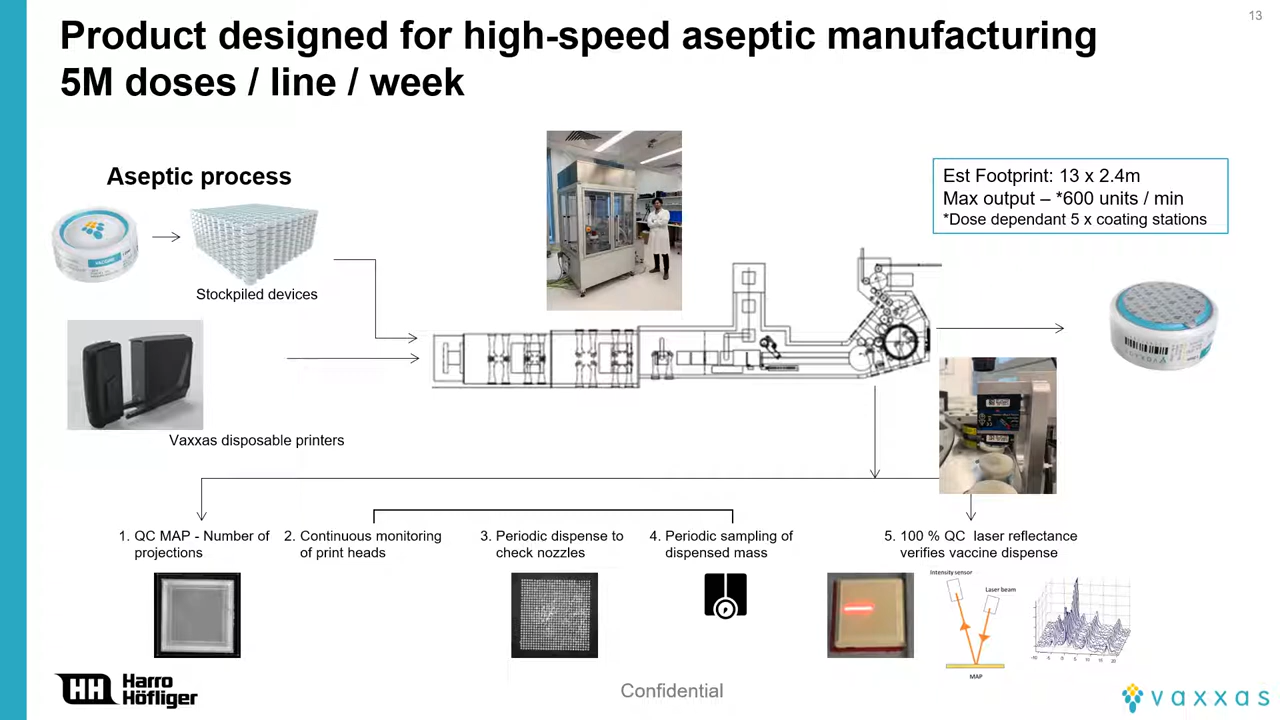 13
Product designed for high-speed aseptic manufacturing
5M doses / line / week
Aseptic process
Est Footprint: 13 x 2.4m
Max output – *600 units / min
*Dose dependant 5 x coating stations
Stockpiled devices
Vaxxas disposable printers
1. QC MAP - Number of
projections
2. Continuous monitoring
of print heads
3. Periodic dispense to
check nozzles
4. Periodic sampling of
dispensed mass
5. 100 % QC laser reflectance
verifies vaccine dispense
Intensity sensor
Laser beam
MAP
HH Harro
Höfliger
Confidential
vaxxas